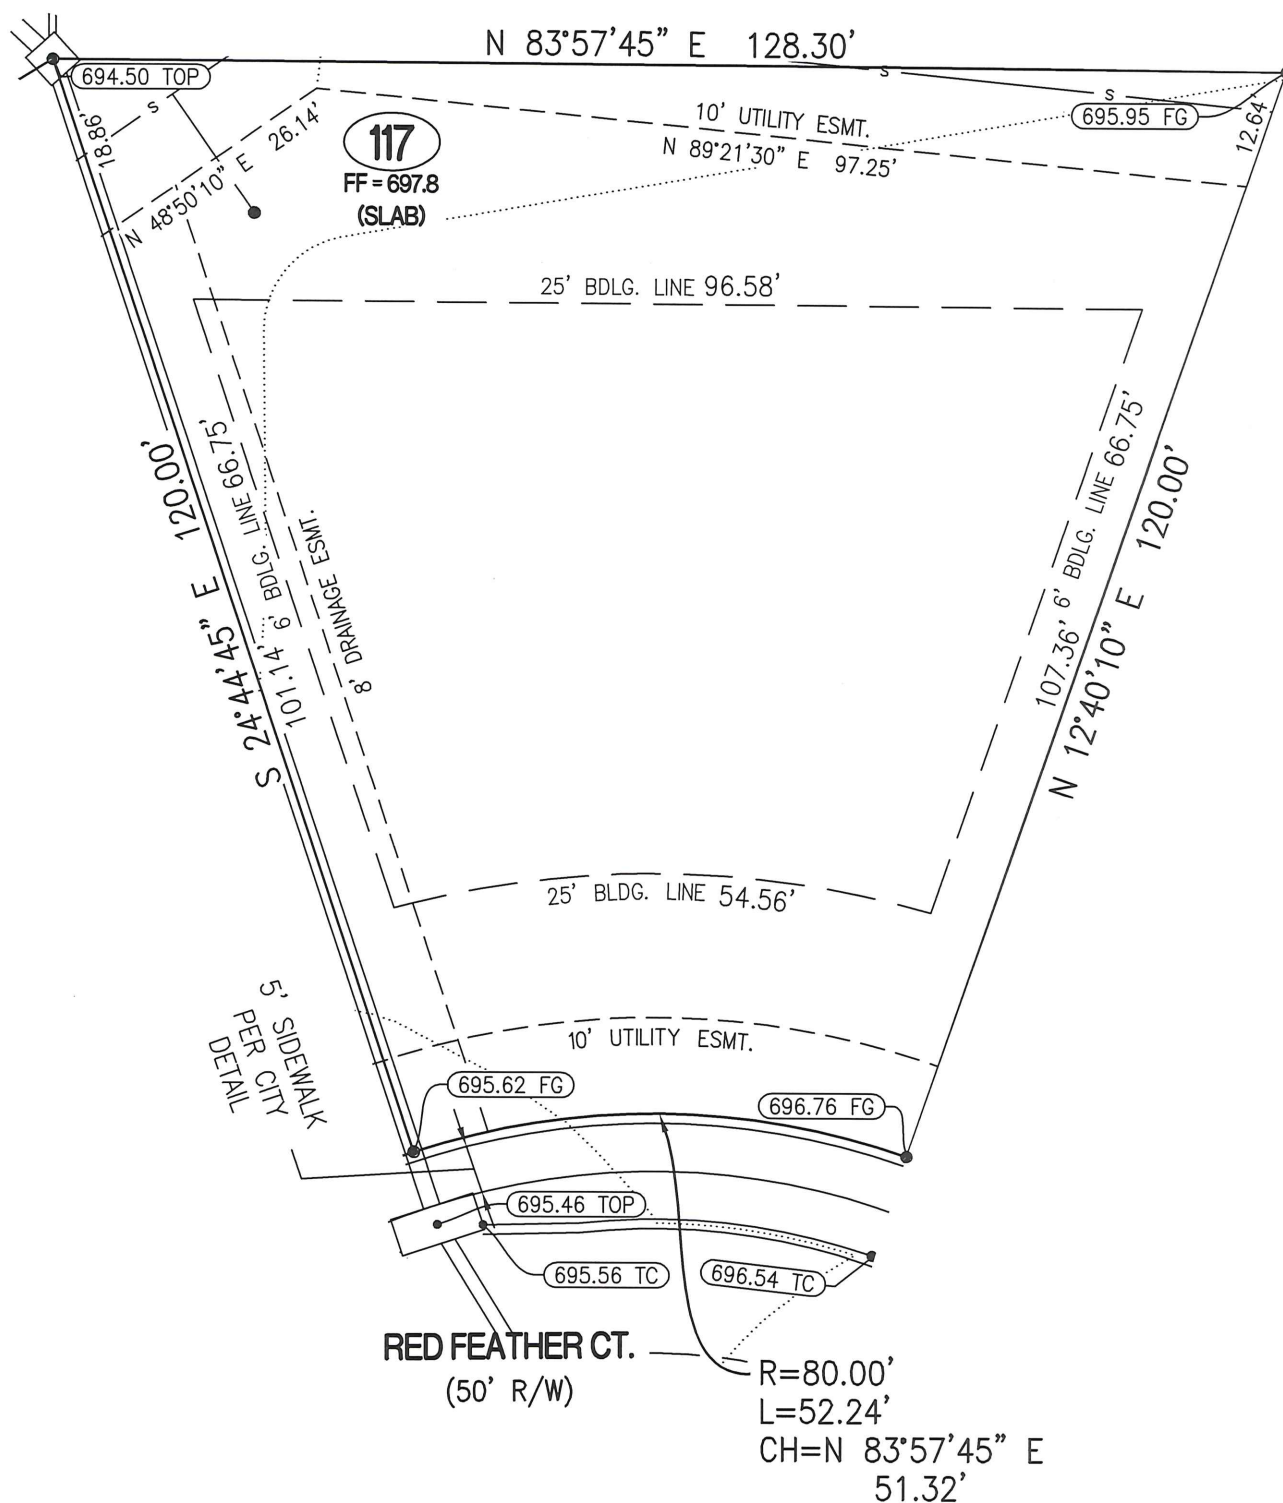 N 83°57'45" E 128.30'
694.50 TOP
S
S
S
18.86'
N 48°50'10" E 26.14'
117
FF = 697.8
(SLAB)
10' UTILITY ESMT.
N 89°21'30" E 97.25'
695.95 FG
12.64'
25' BDLG. LINE 96.58'
S 24°44'45" E 120.00'
101.14' 6' BDLG. LINE 66.75'
8' DRAINAGE ESMT.
107.36' 6' BDLG. LINE 66.75'
N 12°40'10" E 120.00'
25' BLDG. LINE 54.56'
5' SIDEWALK
PER CITY
DETAIL
10' UTILITY ESMT.
695.62 FG
696.76 FG
695.46 TOP
695.56 TC
696.54 TC
RED FEATHER CT.
(50' R/W)
R=80.00'
L=52.24'
CH=N 83°57'45" E
51.32'